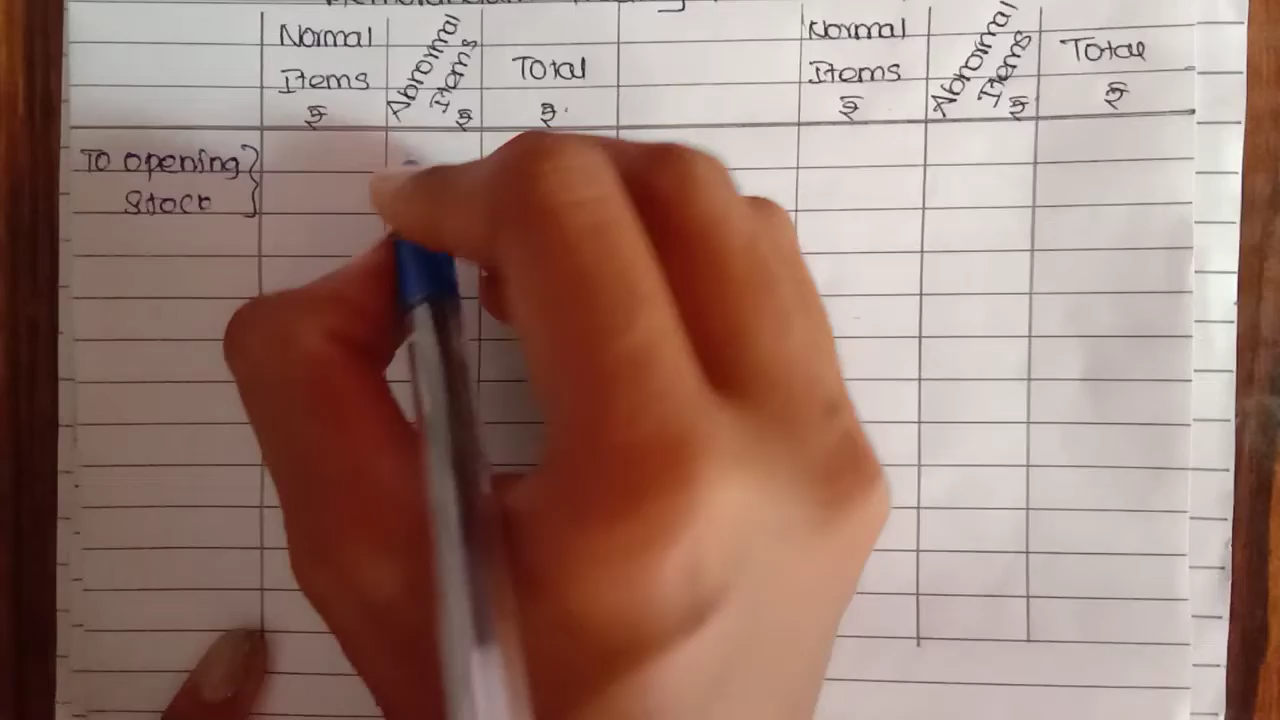 Normal
Items
₹
Abnormal
Items
₹
Total
₹
Normal
Items
₹
Abnormal
Items
₹
Total
₹
To opening }
Stock